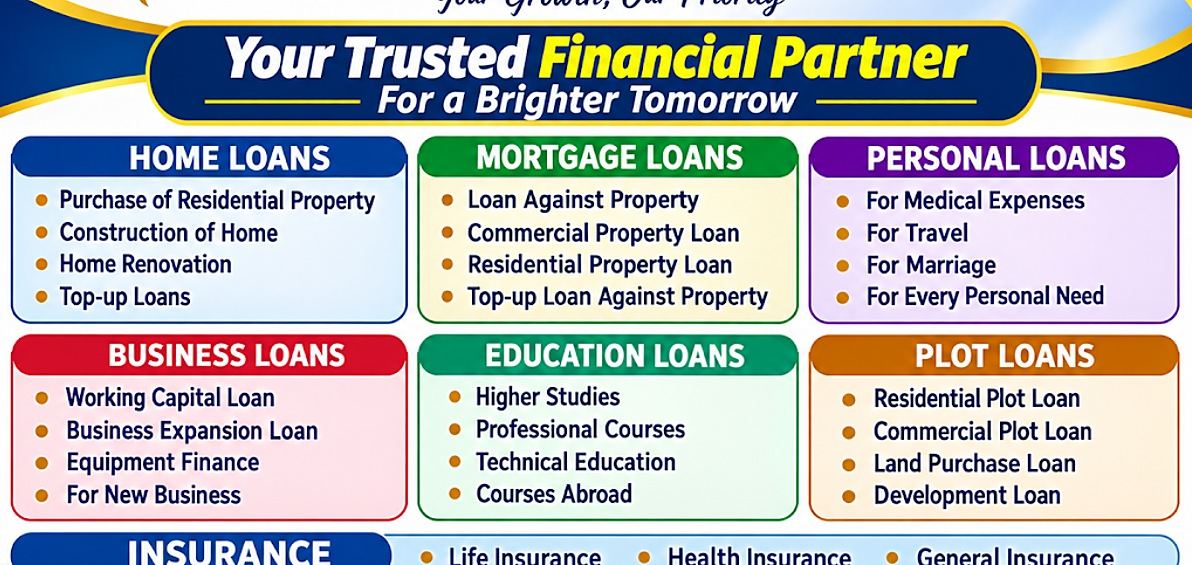 Your Growth, Our Priority
Your Trusted Financial Partner
For a Brighter Tomorrow
HOME LOANS
Purchase of Residential Property
Construction of Home
Home Renovation
Top-up Loans
MORTGAGE LOANS
Loan Against Property
Commercial Property Loan
Residential Property Loan
Top-up Loan Against Property
PERSONAL LOANS
For Medical Expenses
For Travel
For Marriage
For Every Personal Need
BUSINESS LOANS
Working Capital Loan
Business Expansion Loan
Equipment Finance
For New Business
EDUCATION LOANS
Higher Studies
Professional Courses
Technical Education
Courses Abroad
PLOT LOANS
Residential Plot Loan
Commercial Plot Loan
Land Purchase Loan
Development Loan
INSURANCE
Life Insurance
Health Insurance
General Insurance